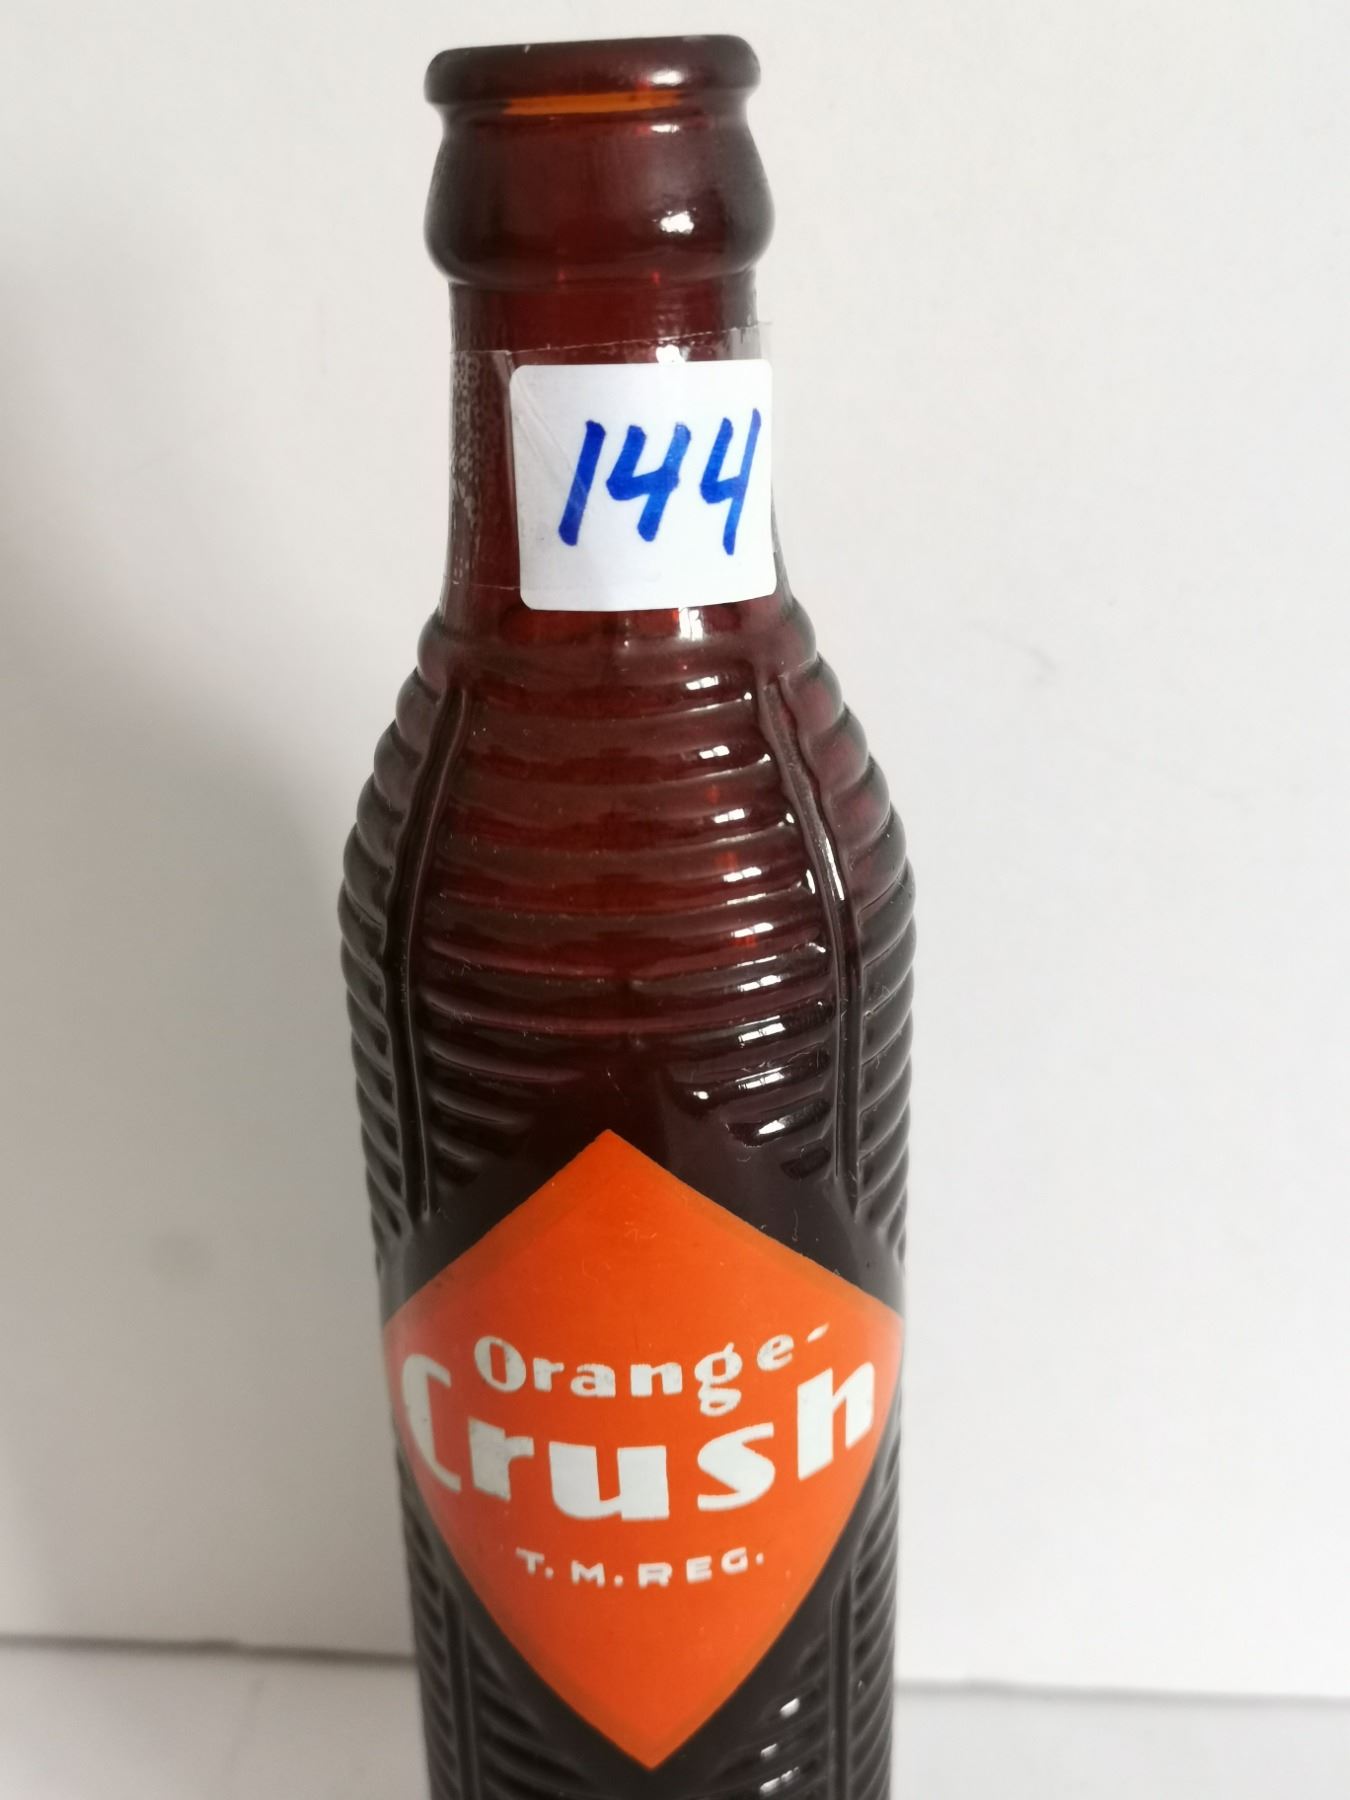 144
Orange-
Crush
T.M.REG.